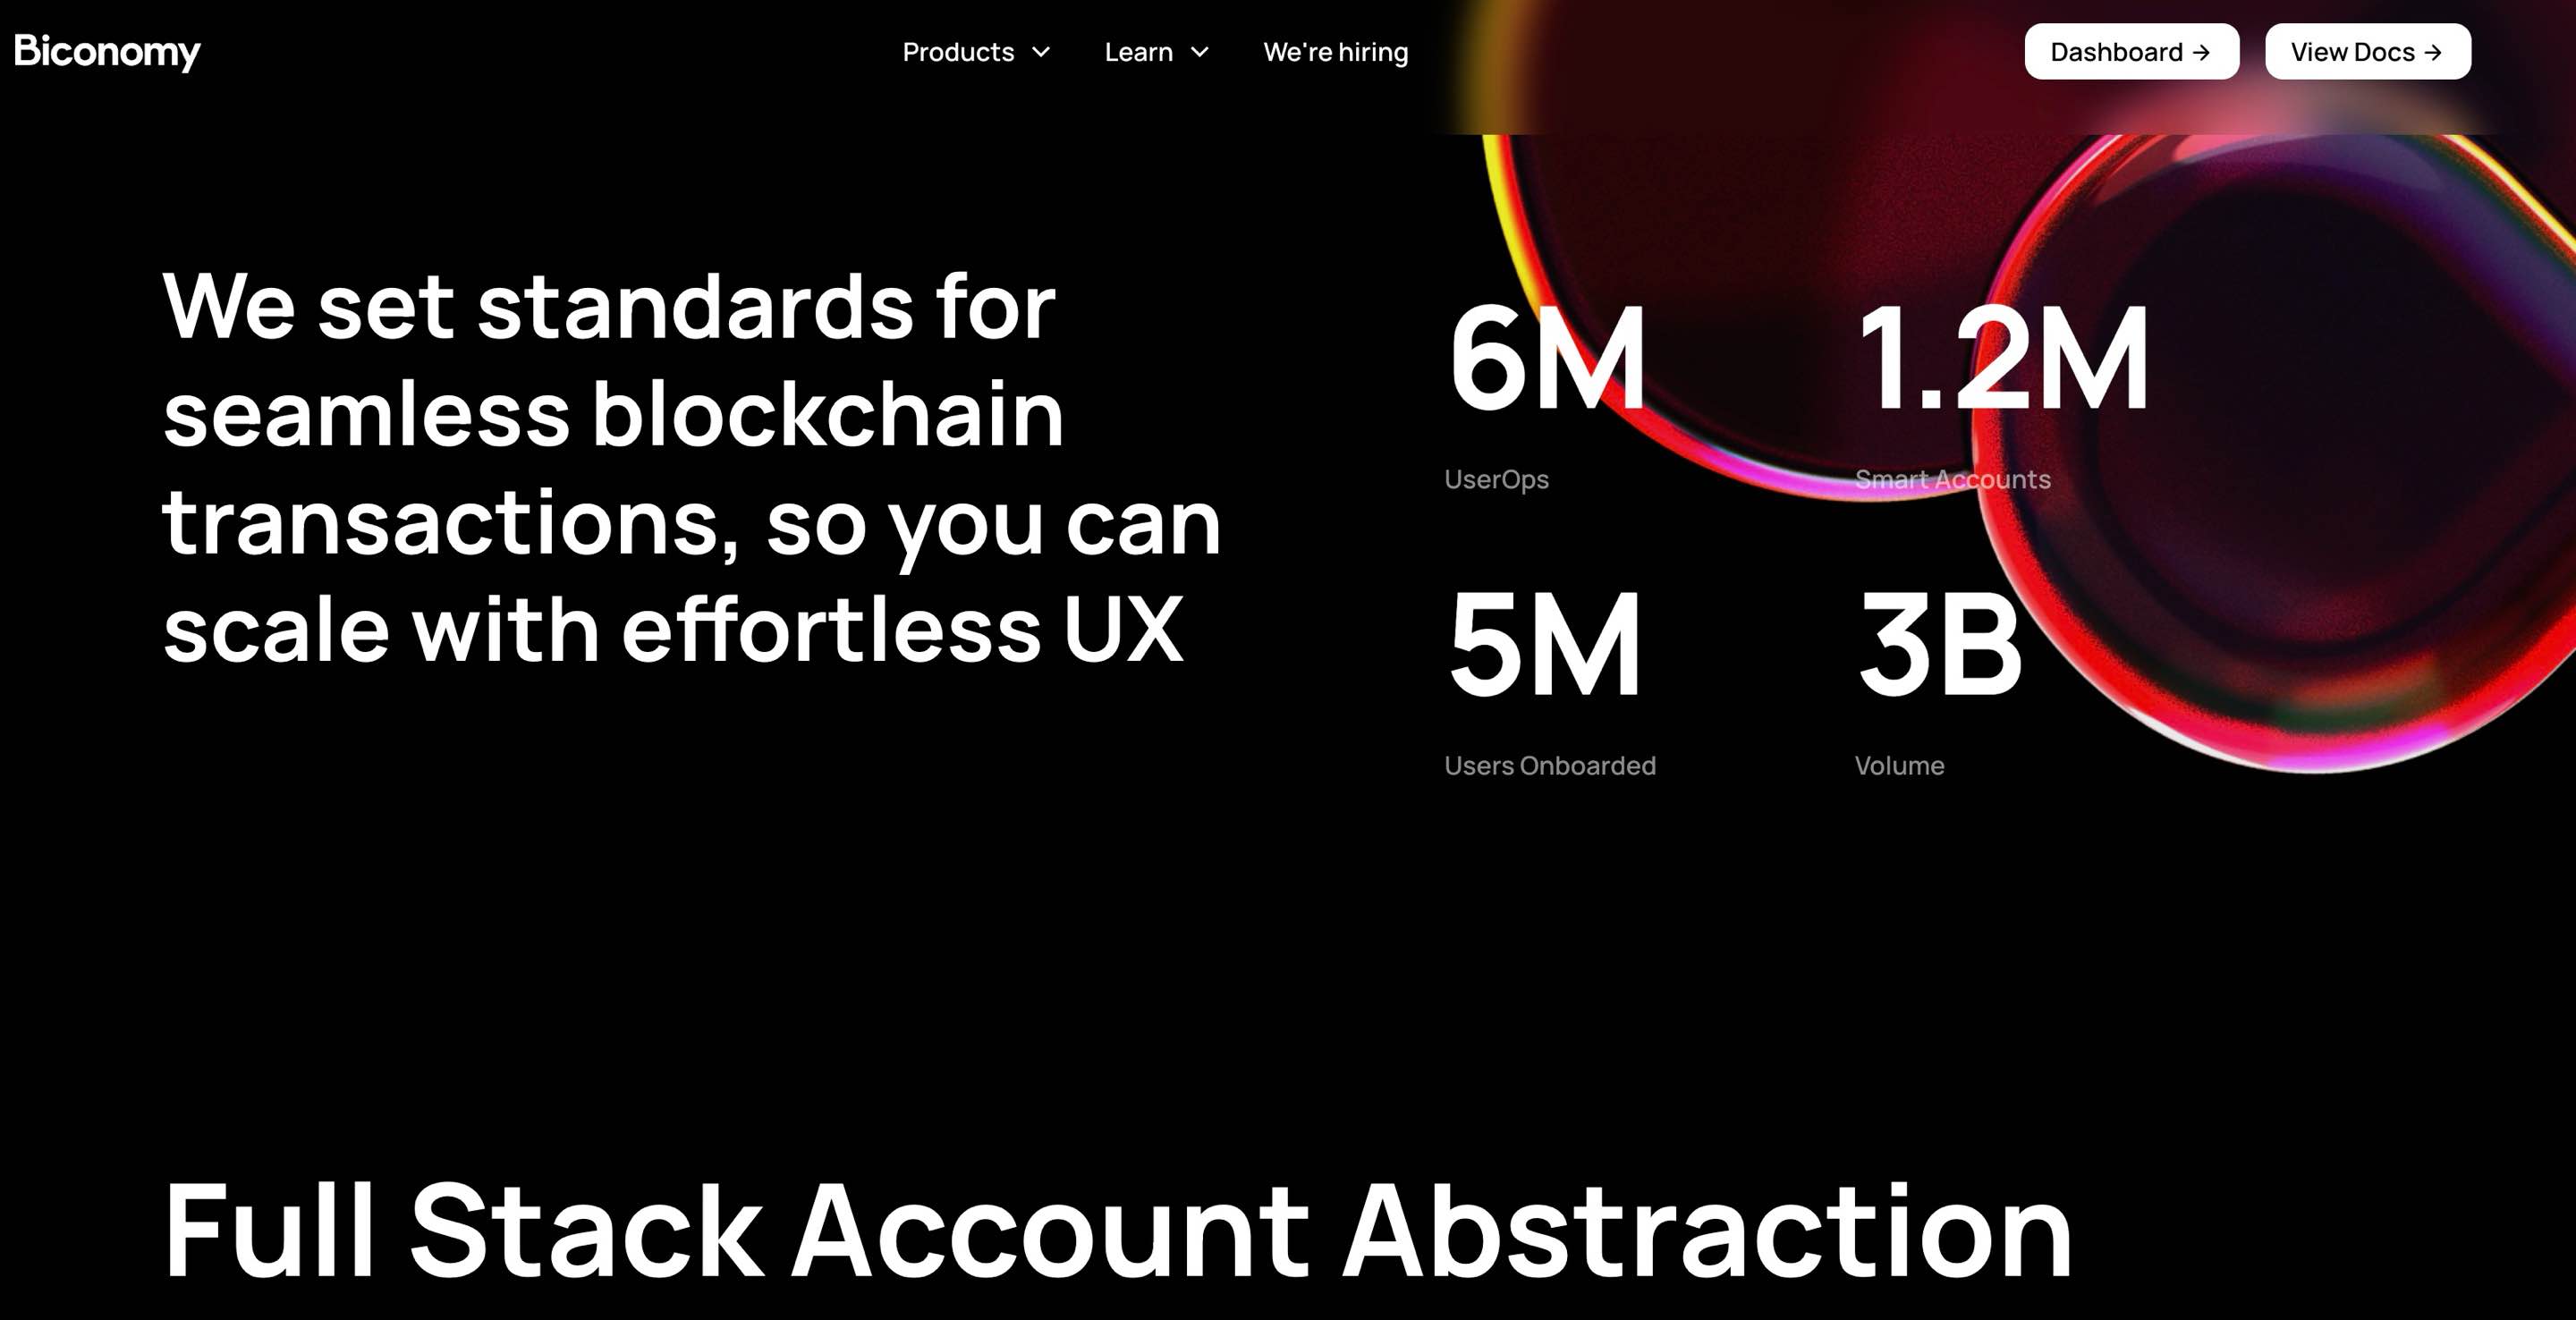 Biconomy
Products
Learn
We're hiring
Dashboard →
View Docs →
We set standards for
seamless blockchain
transactions, so you can
scale with effortless UX
6M
UserOps
1.2M
Smart Accounts
5M
Users Onboarded
3B
Volume
Full Stack Account Abstraction